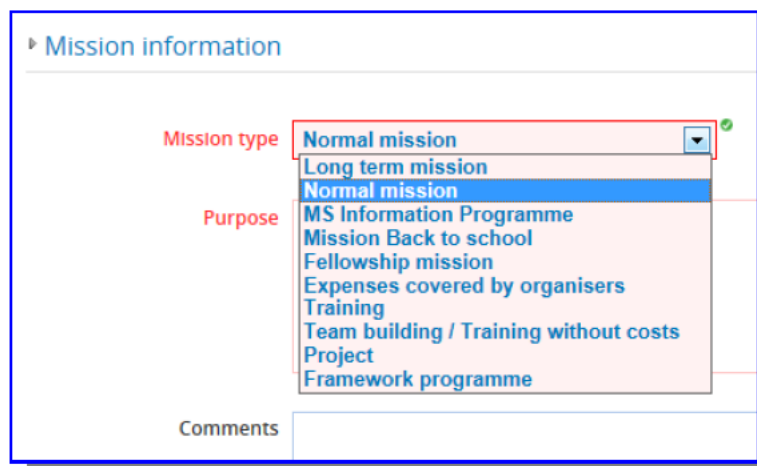 Mission information
Mission type
Normal mission
Long term mission
Normal mission
MS Information Programme
Mission Back to school
Fellowship mission
Expenses covered by organisers
Training
Team building / Training without costs
Project
Framework programme
Purpose
Comments